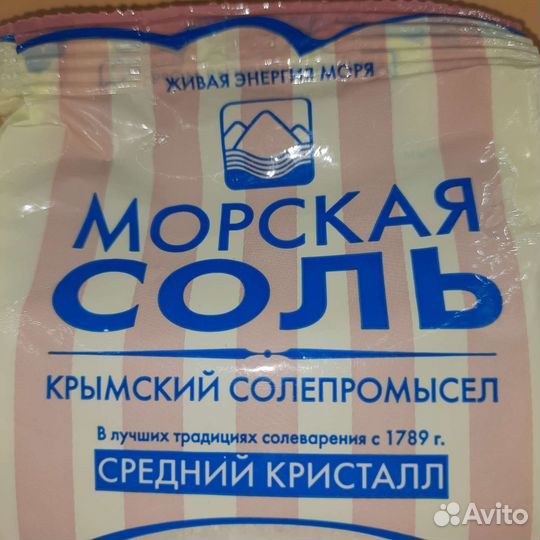 ЖИВАЯ ЭНЕРГИЯ МОРЯ
МОРСКАЯ
СОЛЬ
КРЫМСКИЙ СОЛЕПРОМЫСЕЛ
В лучших традициях солеварения с 1789 г.
СРЕДНИЙ КРИСТАЛЛ
Avito